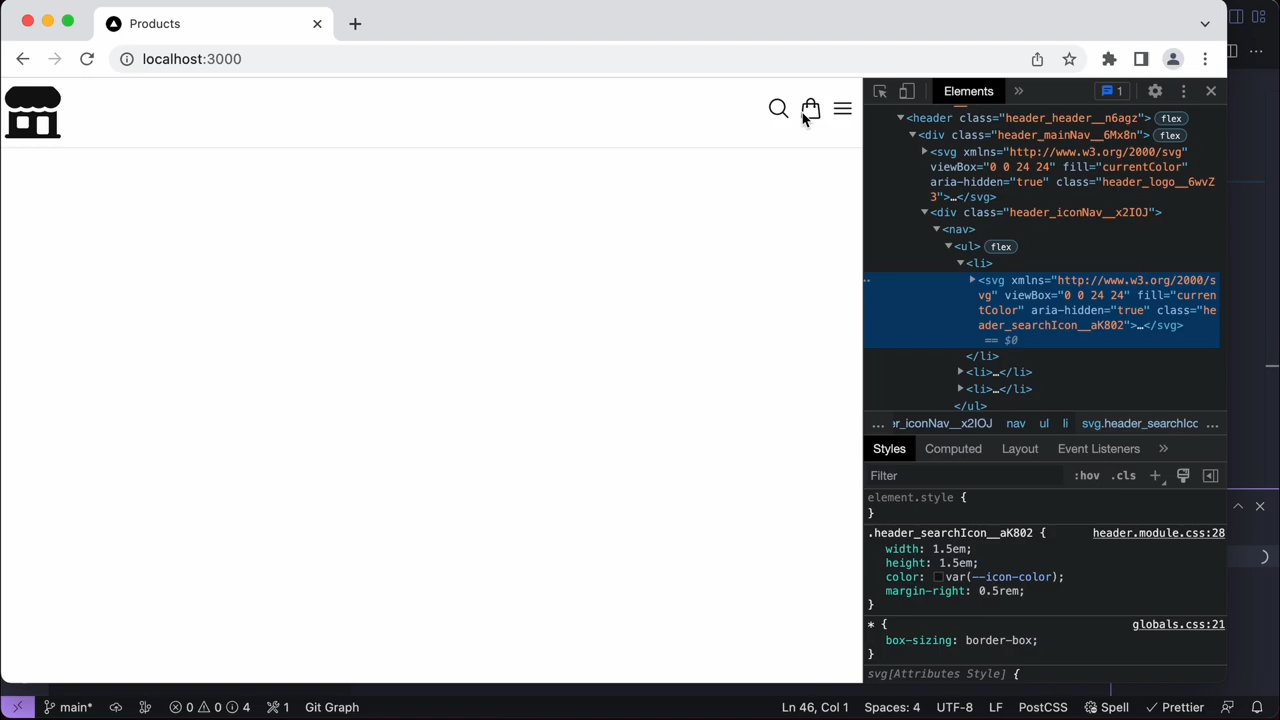 Products
localhost:3000
Elements
1
<header class="header_header__n6agz"> flex
<div class="header_mainNav__6Mx8n"> flex
<svg xmlns="http://www.w3.org/2000/svg"
viewBox="0 0 24 24" fill="currentColor"
aria-hidden="true" class="header_logo__6wvZ
3">…</svg>
<div class="header_iconNav__x2IOJ">
<nav>
<ul> flex
<li>
<svg xmlns="http://www.w3.org/2000/s
vg" viewBox="0 0 24 24" fill="curren
tColor" aria-hidden="true" class="he
ader_searchIcon__aK802">…</svg>
== $0
</li>
<li>…</li>
<li>…</li>
</ul>
… er_iconNav__x2IOJ nav ul li svg.header_searchIcc …
Styles Computed Layout Event Listeners »
Filter :hov .cls
element.style {
}
.header_searchIcon__aK802 { header.module.css:28
width: 1.5em;
height: 1.5em;
color: var(--icon-color);
margin-right: 0.5rem;
}
* { globals.css:21
box-sizing: border-box;
}
svg[Attributes Style] {
main* 0 0 4 1 Git Graph Ln 46, Col 1 Spaces: 4 UTF-8 LF PostCSS Spell Prettier